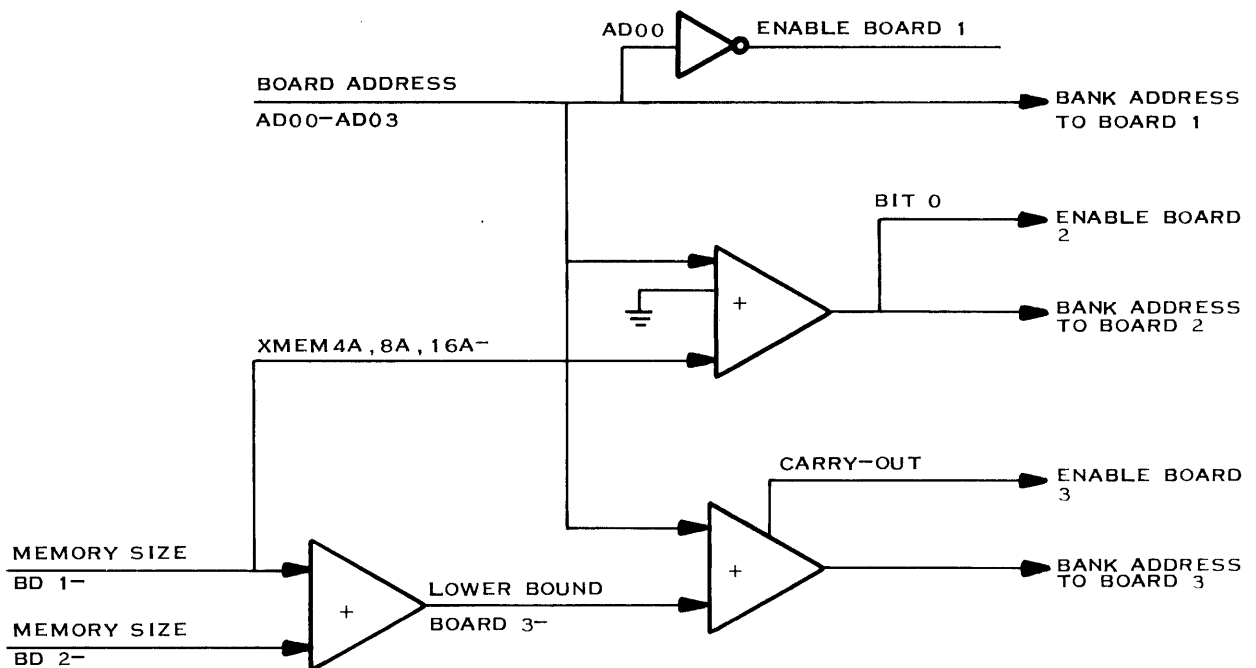 AD00
ENABLE BOARD 1
BOARD ADDRESS
AD00-AD03
BANK ADDRESS
TO BOARD 1
BIT 0
ENABLE BOARD
2
+
BANK ADDRESS
TO BOARD 2
XMEM4A, 8A, 16A-
CARRY-OUT
ENABLE BOARD
3
MEMORY SIZE
BD 1-
+
BANK ADDRESS
TO BOARD 3
LOWER BOUND
BOARD 3-
+
MEMORY SIZE
BD 2-